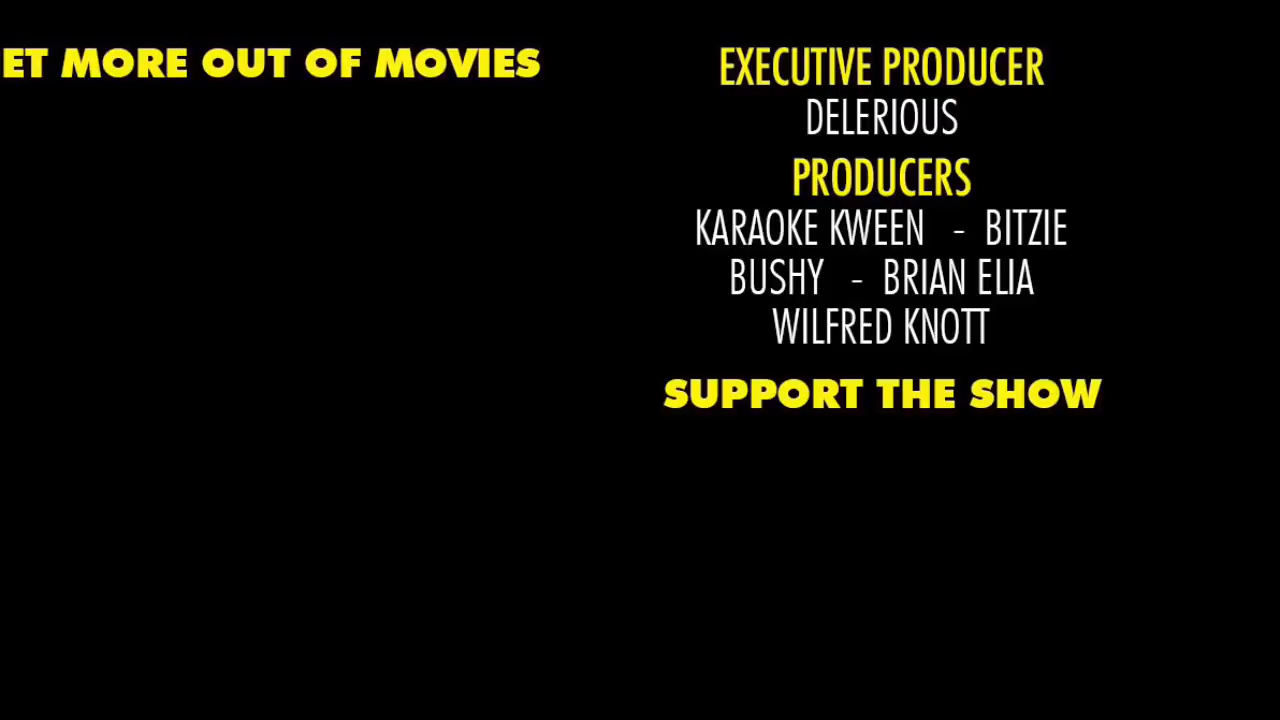 ET MORE OUT OF MOVIES
EXECUTIVE PRODUCER
DELERIOUS
PRODUCERS
KARAOKE KWEEN - BITZIE
BUSHY - BRIAN ELIA
WILFRED KNOTT
SUPPORT THE SHOW